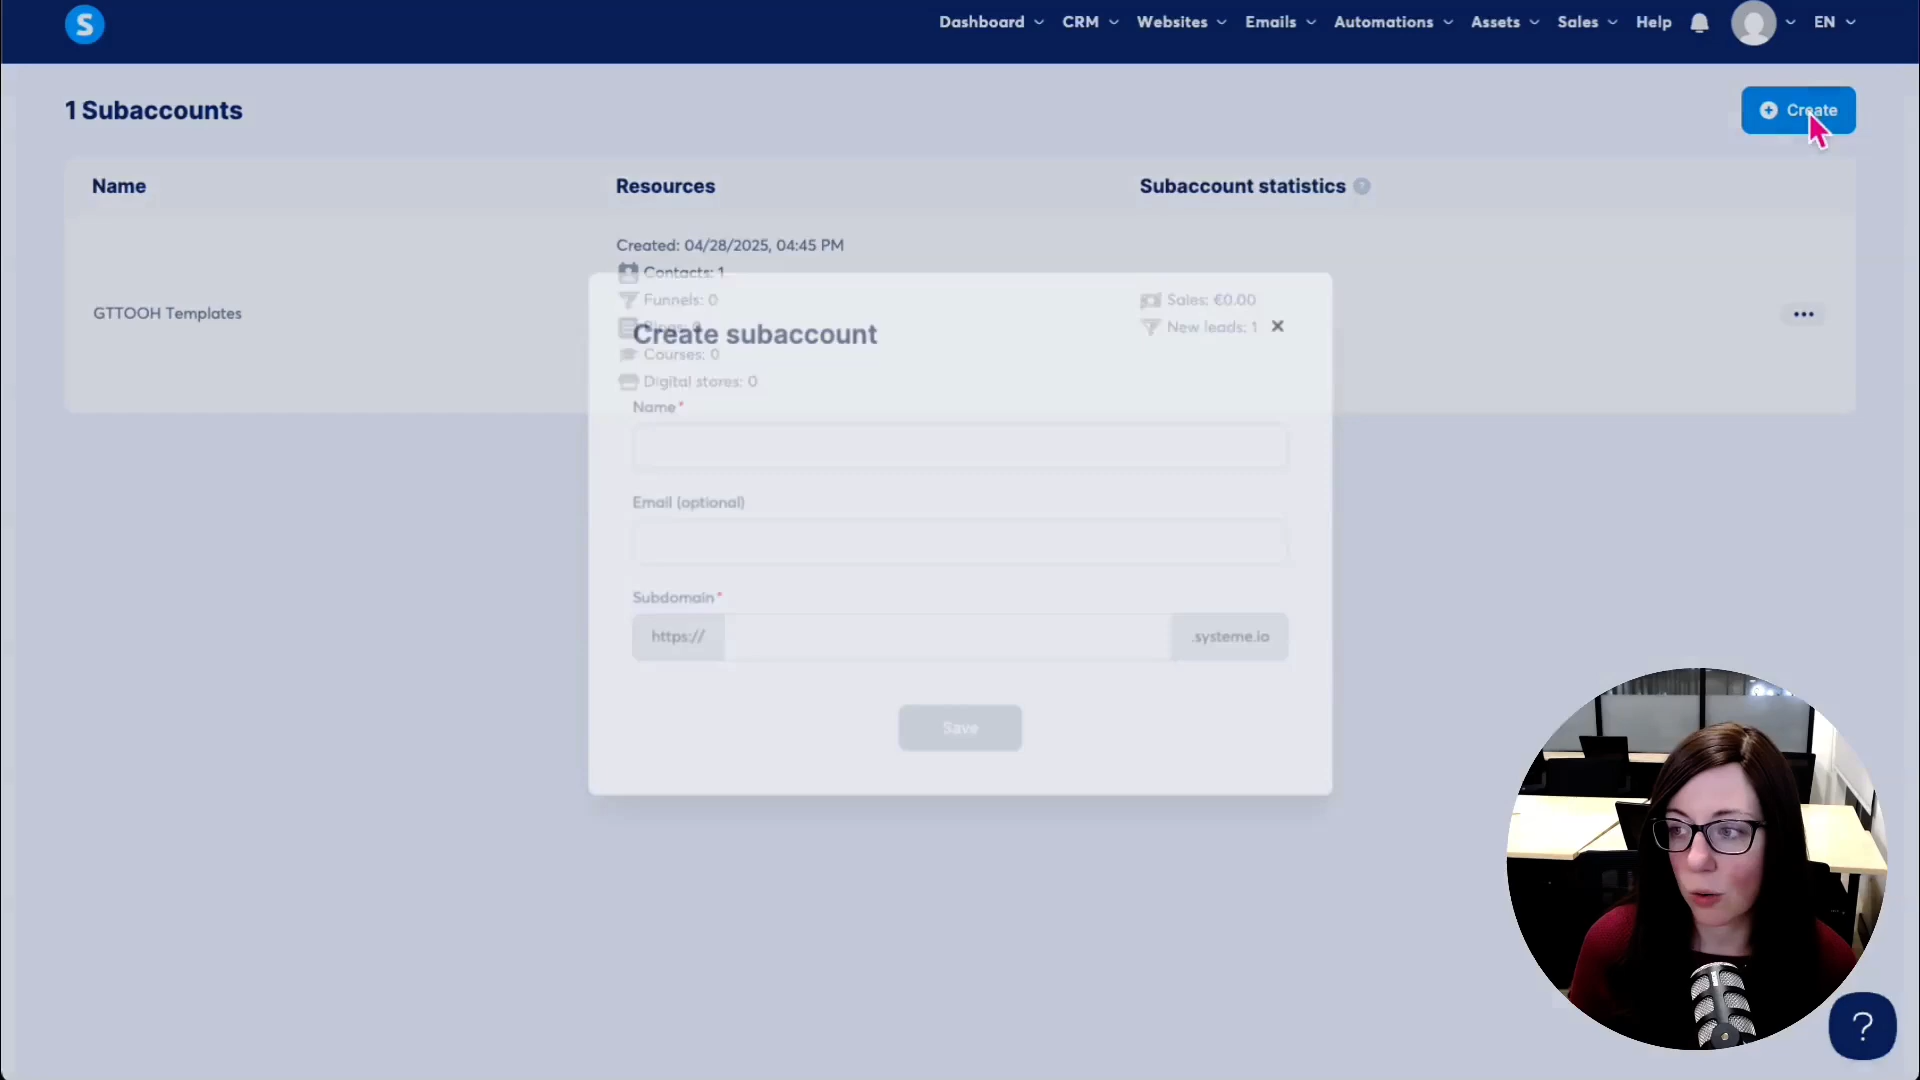 S
Dashboard CRM Websites Emails Automations Assets Sales Help EN
1 Subaccounts
Create
Name Resources Subaccount statistics ?
Created: 04/28/2025, 04:45 PM
Contacts: 1
Funnels: 0 Sales: €0.00
New leads: 1
GTTOOH Templates
Create subaccount
Courses: 0
Digital stores: 0
Name*
Email (optional)
Subdomain*
https:// .systeme.io
Save
?